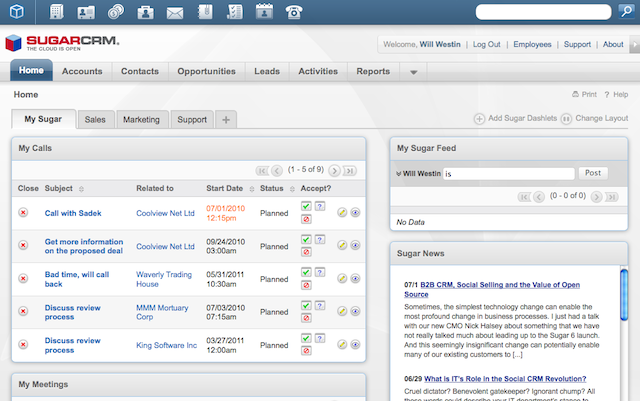 SUGARCRM®
THE CLOUD IS OPEN
Welcome, Will Westin | Log Out | Employees | Support | About
Home Accounts Contacts Opportunities Leads Activities Reports
Home
Print ? Help
My Sugar Sales Marketing Support +
Add Sugar Dashlets Change Layout
My Calls
(1 - 5 of 9)
Close Subject Related to Start Date Status Accept?
Call with Sadek Coolview Net Ltd 07/01/2010 12:15pm Planned
Get more information on the proposed deal Coolview Net Ltd 09/24/2010 03:00am Planned
Bad time, will call back Waverly Trading House 05/31/2011 10:30am Planned
Discuss review process MMM Mortuary Corp 07/03/2010 07:15am Planned
Discuss review process King Software Inc 03/27/2011 12:00am Planned
My Meetings
My Sugar Feed
Will Westin is Post
(0 - 0 of 0)
No Data
Sugar News
07/1 B2B CRM, Social Selling and the Value of Open
Source
Sometimes, the simplest technology change can enable the
most profound change in business processes. I just had a talk
with our new CMO Nick Halsey about something that we have
not really talked much about leading up to the Sugar 6 launch.
And this seemingly insignificant change can potentially enable
many of our existing customers to [...]
06/29 What is IT's Role in the Social CRM Revolution?
Cruel dictator? Benevolent gatekeeper? Ignorant chump? All
these words could describe your IT department's stance to